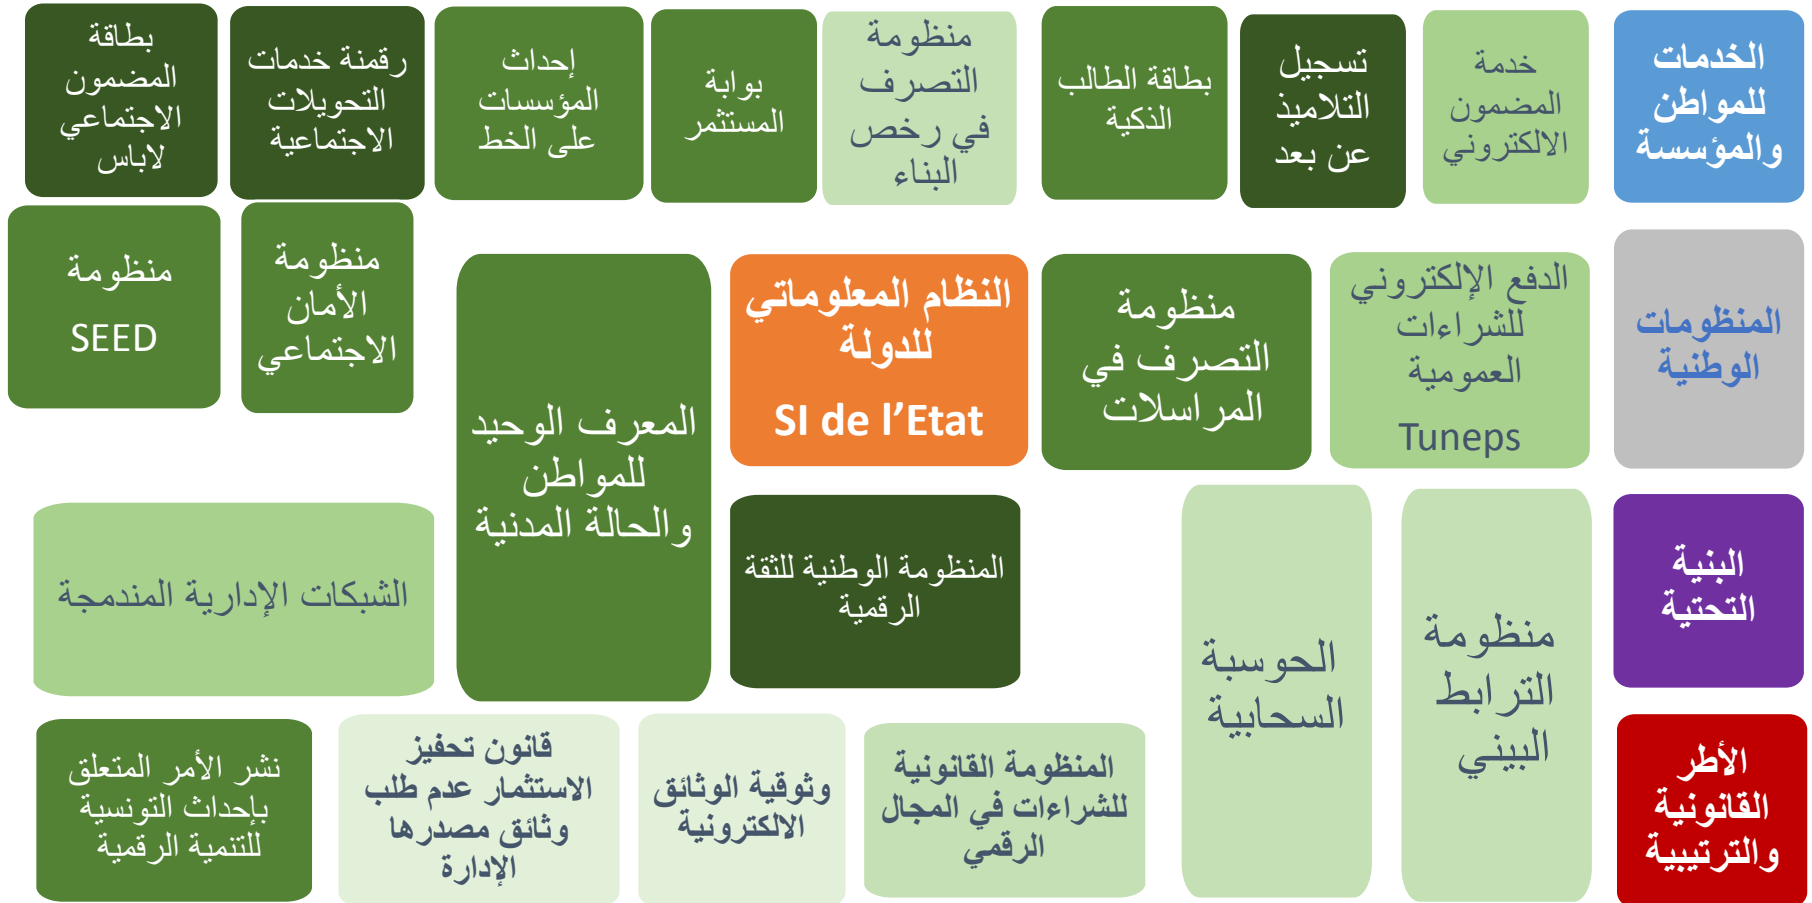 الخدمات
للمواطن
والمؤسسة
خدمة
المضمون
الالكتروني
تسجيل
التلاميذ
عن بعد
بطاقة الطالب
الذكية
منظومة
التصرف
في رخص
البناء
بوابة
المستثمر
إحداث
المؤسسات
على الخط
رقمنة خدمات
التحويلات
الاجتماعية
بطاقة
المضمون
الاجتماعي
لاباس
المنظومات
الوطنية
الدفع الإلكتروني
للشراءات
العمومية
Tuneps
منظومة
التصرف في
المراسلات
النظام المعلوماتي
للدولة
SI de l’Etat
المعرف الوحيد
للمواطن
والحالة المدنية
منظومة
الأمان
الاجتماعي
منظومة
SEED
البنية
التحتية
منظومة
الترابط
البيني
الحوسبة
السحابية
المنظومة الوطنية للثقة
الرقمية
الشبكات الإدارية المندمجة
الأطر
القانونية
والترتيبية
المنظومة القانونية
للشراءات في المجال
الرقمي
وثوقية الوثائق
الالكترونية
قانون تحفيز
الاستثمار عدم طلب
وثائق مصدرها
الإدارة
نشر الأمر المتعلق
بإحداث التونسية
للتنمية الرقمية